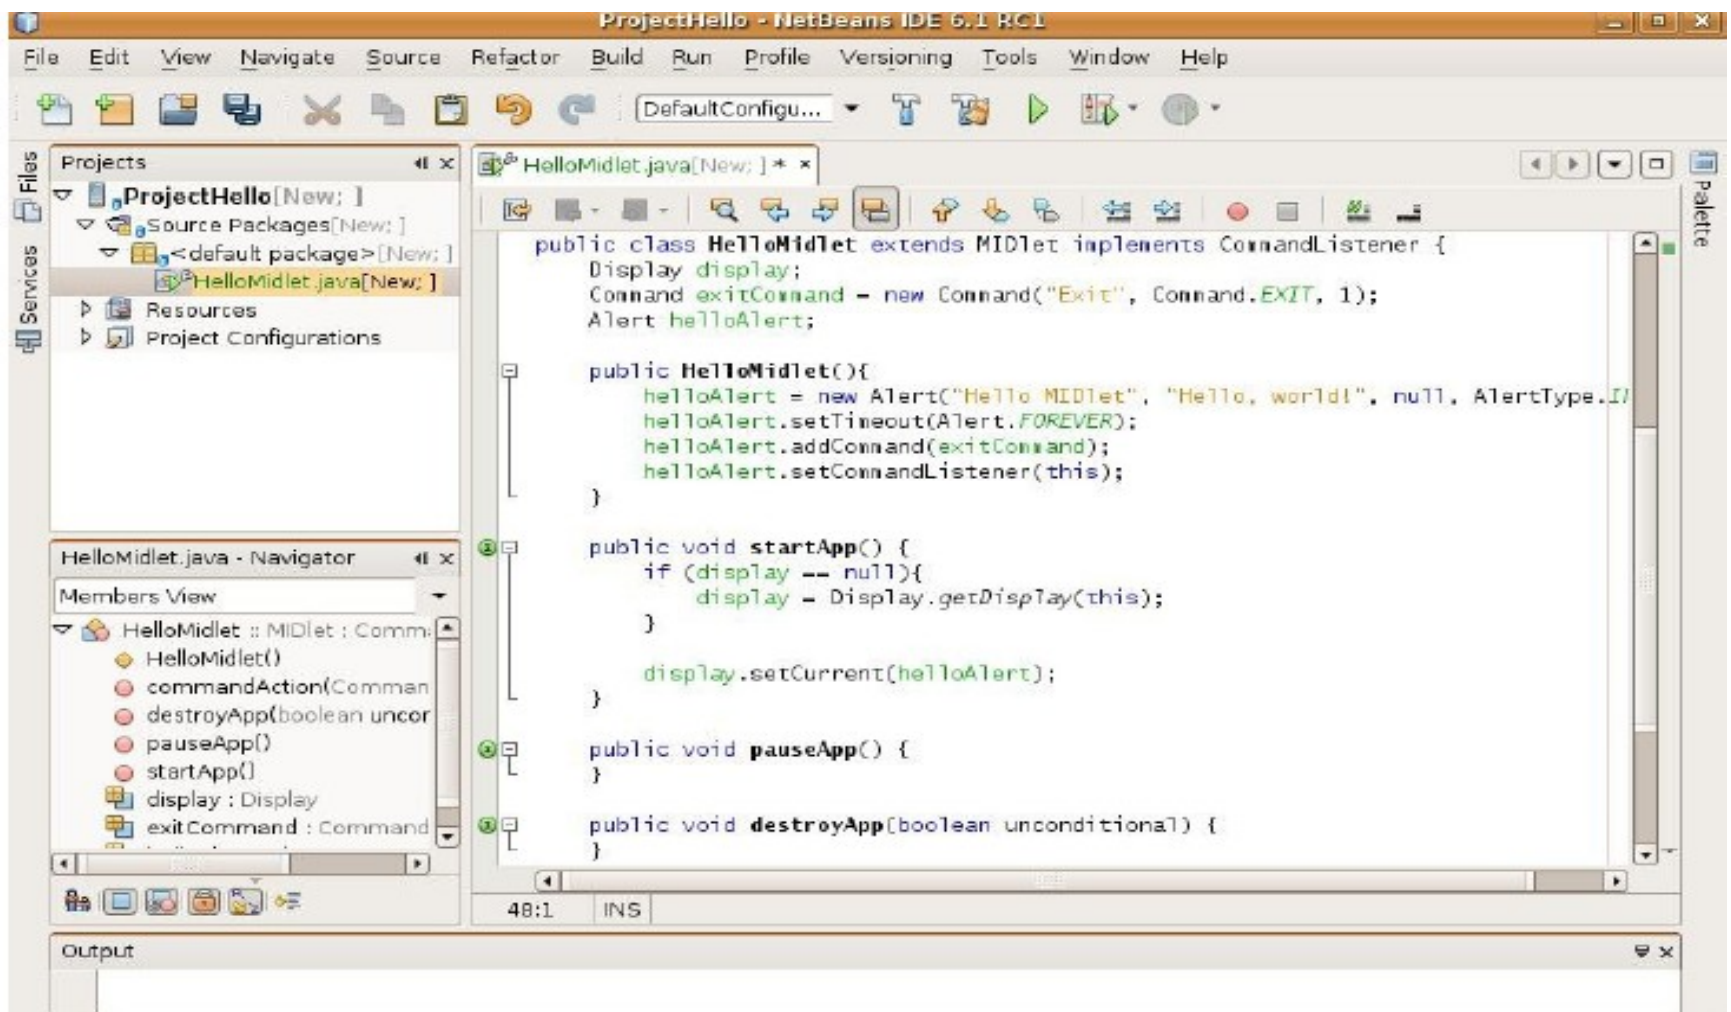 ProjectHello - NetBeans IDE 6.1 RC1
File Edit View Navigate Source Refactor Build Run Profile Versioning Tools Window Help
DefaultConfigu...
Files
Services
Projects
ProjectHello[New; ]
Source Packages[New; ]
<default package>[New; ]
HelloMidlet.java[New; ]
Resources
Project Configurations
HelloMidlet.java - Navigator
Members View
HelloMidlet :: MIDlet : Comm
HelloMidlet()
commandAction(Comman
destroyApp(boolean uncor
pauseApp()
startApp()
display : Display
exitCommand : Command
HelloMidlet.java[New; ] *
public class HelloMidlet extends MIDlet implements CommandListener {
Display display;
Command exitCommand = new Command("Exit", Command.EXIT, 1);
Alert helloAlert;
public HelloMidlet(){
helloAlert = new Alert("Hello MIDlet", "Hello, world!", null, AlertType.
helloAlert.setTimeout(Alert.FOREVER);
helloAlert.addCommand(exitCommand);
helloAlert.setCommandListener(this);
}
public void startApp() {
if (display == null){
display = Display.getDisplay(this);
}
display.setCurrent(helloAlert);
}
public void pauseApp() {
}
public void destroyApp(boolean unconditional) {
}
48:1 INS
Palette
Output